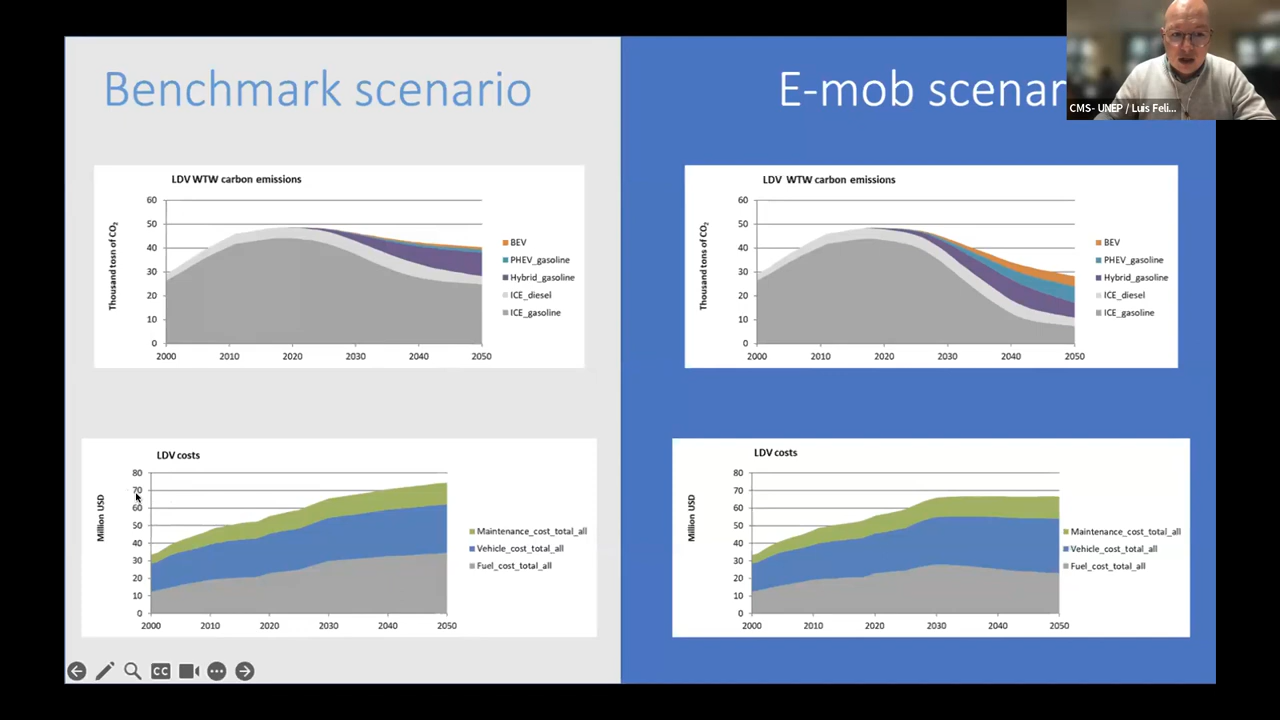 Benchmark scenario
E-mob scenar
CMS- UNEP / Luis Feli...
LDV WTW carbon emissions
Thousand tosn of CO₂
60
50
40
30
20
10
0
2000
2010
2020
2030
2040
2050
BEV
PHEV_gasoline
Hybrid_gasoline
ICE_diesel
ICE_gasoline
LDV WTW carbon emissions
Thousand tons of CO₂
60
50
40
30
20
10
0
2000
2010
2020
2030
2040
2050
BEV
PHEV_gasoline
Hybrid_gasoline
ICE_diesel
ICE_gasoline
LDV costs
Million USD
80
70
60
50
40
30
20
10
0
2000
2010
2020
2030
2040
2050
Maintenance_cost_total_all
Vehicle_cost_total_all
Fuel_cost_total_all
LDV costs
Million USD
80
70
60
50
40
30
20
10
0
2000
2010
2020
2030
2040
2050
Maintenance_cost_total_all
Vehicle_cost_total_all
Fuel_cost_total_all
CC